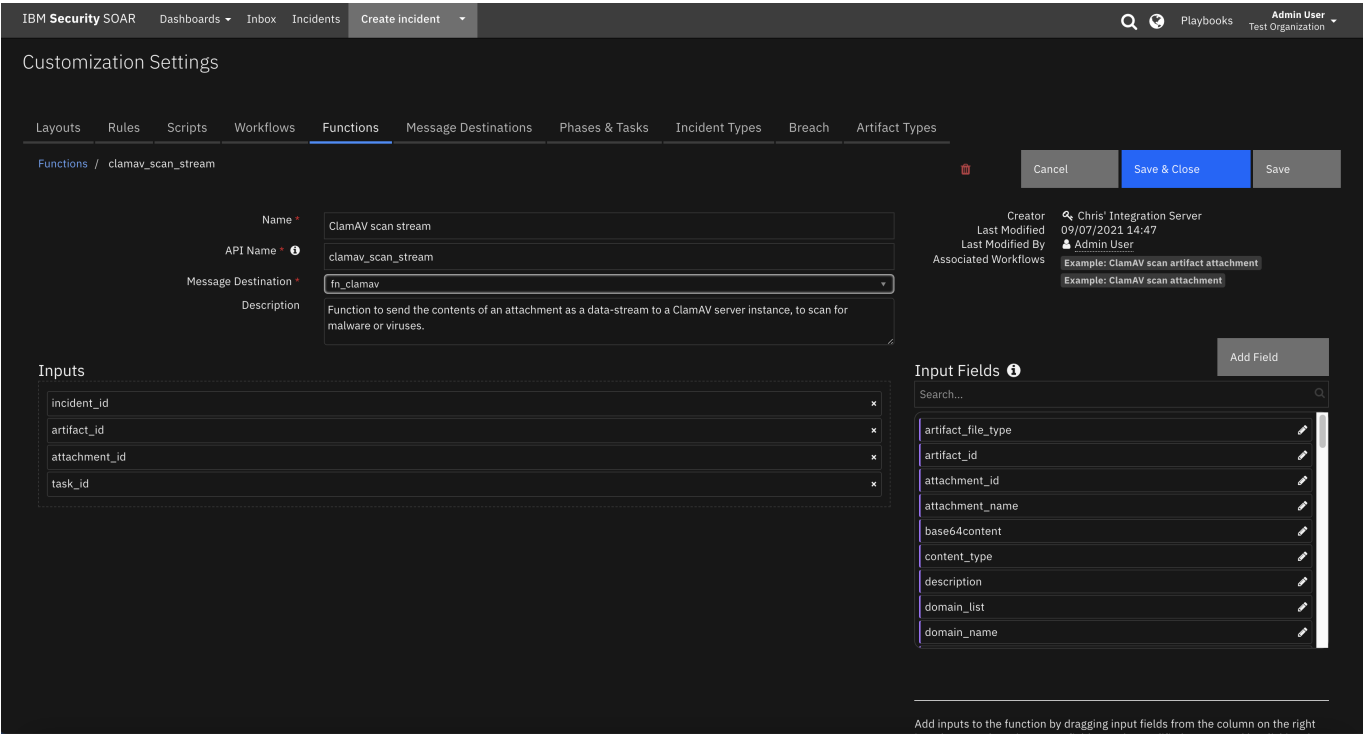 IBM Security SOAR Dashboards Inbox Incidents Create incident Playbooks Admin User
Test Organization
Customization Settings
Layouts Rules Scripts Workflows Functions Message Destinations Phases & Tasks Incident Types Breach Artifact Types
Functions / clamav_scan_stream Cancel Save & Close Save
Name * ClamAV scan stream
API Name * clamav_scan_stream
Message Destination * fn_clamav
Description Function to send the contents of an attachment as a data-stream to a ClamAV server instance, to scan for
malware or viruses.
Creator Chris' Integration Server
Last Modified 09/07/2021 14:47
Last Modified By Admin User
Associated Workflows Example: ClamAV scan artifact attachment
Example: ClamAV scan attachment
Inputs
incident_id
artifact_id
attachment_id
task_id
Add Field
Input Fields
Search...
artifact_file_type
artifact_id
attachment_id
attachment_name
base64content
content_type
description
domain_list
domain_name
Add inputs to the function by dragging input fields from the column on the right